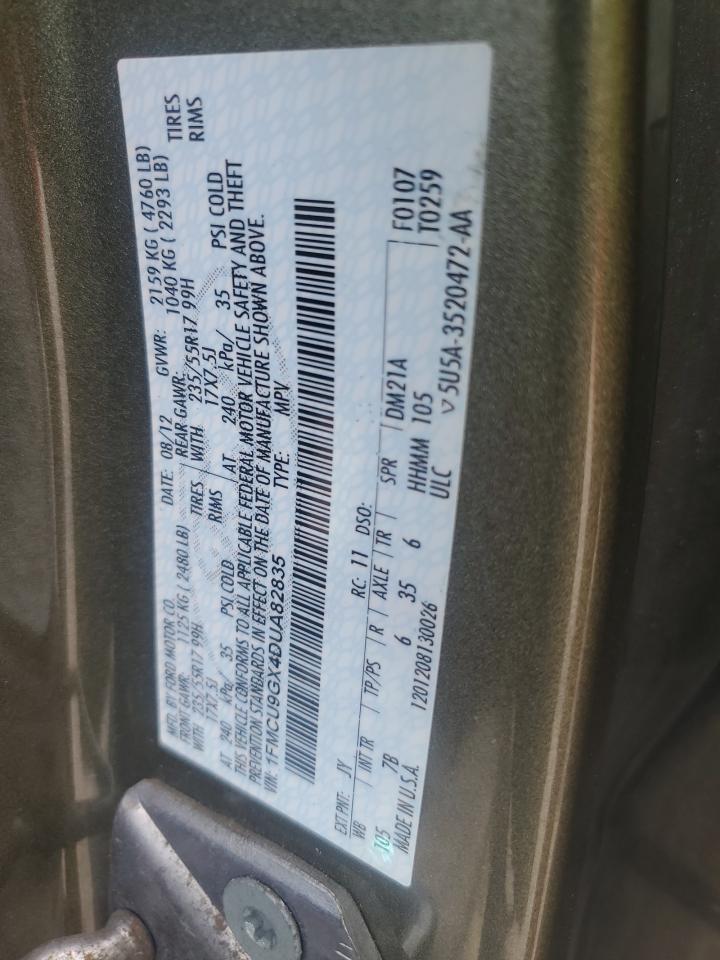 MFD. BY FORD MOTOR CO.
DATE: 08/12 GVWR: 2159 KG ( 4760 LB)
FRONT GAWR: 1125 KG ( 2480 LB) REAR GAWR: 1040 KG ( 2293 LB)
WITH 235/55R17 99H TIRES WITH 235/55R17 99H TIRES
17X7.5J RIMS 17X7.5J RIMS
AT 240 kPa/ 35 PSI COLD AT 240 kPa/ 35 PSI COLD
THIS VEHICLE CONFORMS TO ALL APPLICABLE FEDERAL MOTOR VEHICLE SAFETY AND THEFT
PREVENTION STANDARDS IN EFFECT ON THE DATE OF MANUFACTURE SHOWN ABOVE.
VIN: 1FMCU9GX4DUA82835 TYPE: MPV
EXT PNT: JY RC: 11 DSO: F0107
WB INT TR TP/PS R AXLE TR SPR DM21A T0259
105 7B 6 35 6 HHMM 105
MADE IN U.S.A. 1201208130026 ULC ▽5U5A-3520472-AA